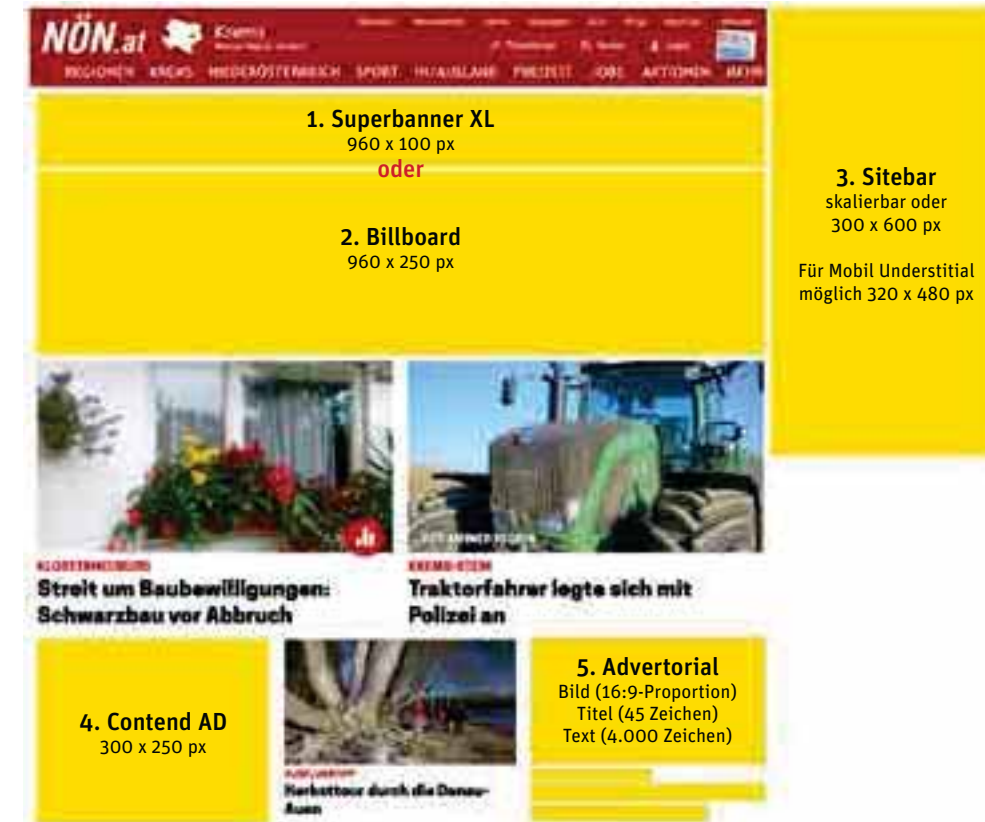 NÖN.at
Krems
REGIONEN KREMS NIEDERÖSTERREICH SPORT IN/AUSLAND FREIZEIT JOBS AKTIONEN MEHR
1. Superbanner XL
960 x 100 px
oder
2. Billboard
960 x 250 px
3. Sitebar
skalierbar oder
300 x 600 px
Für Mobil Understitial
möglich 320 x 480 px
KLOSTERNEUBURG
Streit um Baubewilligungen:
Schwarzbau vor Abbruch
KREMS-STEIN
Traktorfahrer legte sich mit
Polizei an
4. Contend AD
300 x 250 px
Herbsttour durch die Donau-
Auen
5. Advertorial
Bild (16:9-Proportion)
Titel (45 Zeichen)
Text (4.000 Zeichen)